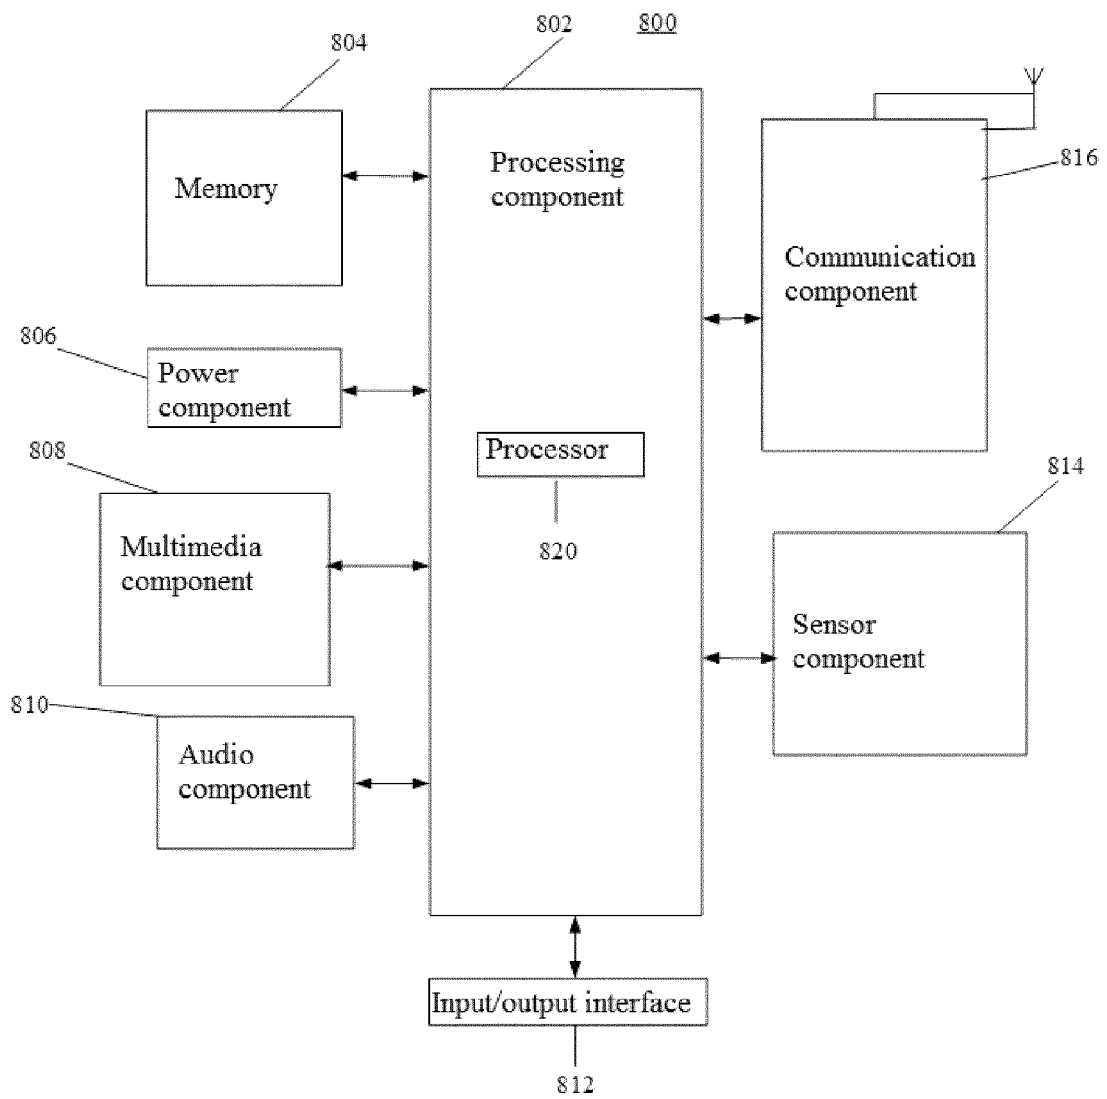 802
800
804
Memory
Processing
component
816
Communication
component
806
Power
component
808
Processor
820
814
Multimedia
component
Sensor
component
810
Audio
component
Input/output interface
812